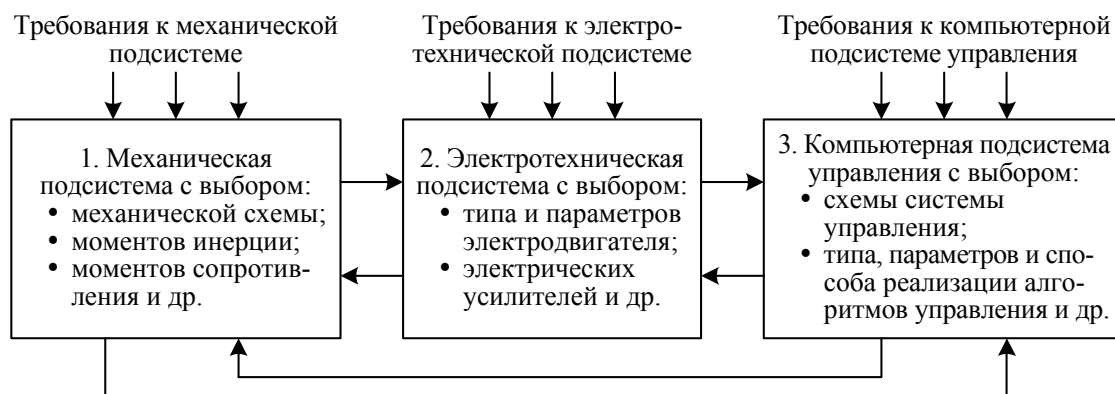 Требования к механической
подсистеме
Требования к электро-
технической подсистеме
Требования к компьютерной
подсистеме управления
1. Механическая
подсистема с выбором:
• механической схемы;
• моментов инерции;
• моментов сопротив-
ления и др.
2. Электротехническая
подсистема с выбором:
• типа и параметров
электродвигателя;
• электрических
усилителей и др.
3. Компьютерная подсистема
управления с выбором:
• схемы системы
управления;
• типа, параметров и спо-
соба реализации алго-
ритмов управления и др.